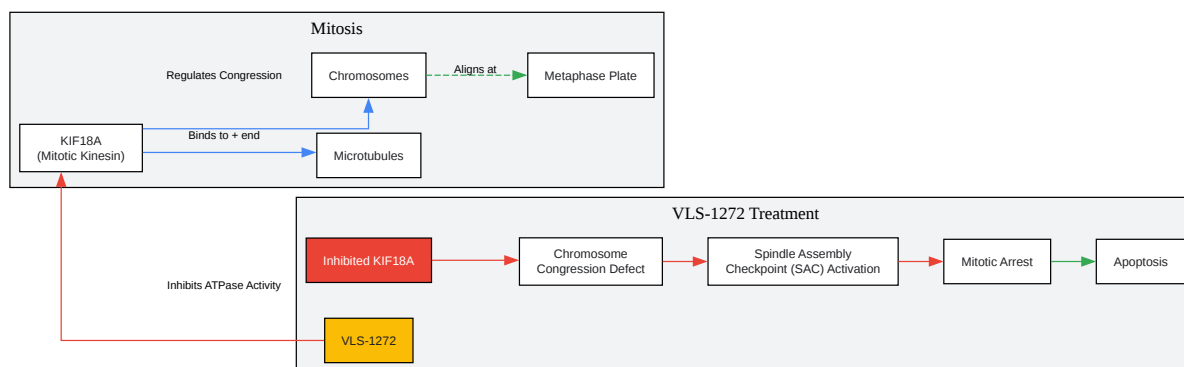 Mitosis
Regulates Congression
Chromosomes
Aligns at
Metaphase Plate
KIF18A
(Mitotic Kinesin)
Binds to + end
Microtubules
VLS-1272 Treatment
Inhibited KIF18A
Chromosome
Congression Defect
Spindle Assembly
Checkpoint (SAC) Activation
Mitotic Arrest
Apoptosis
Inhibits ATPase Activity
VLS-1272